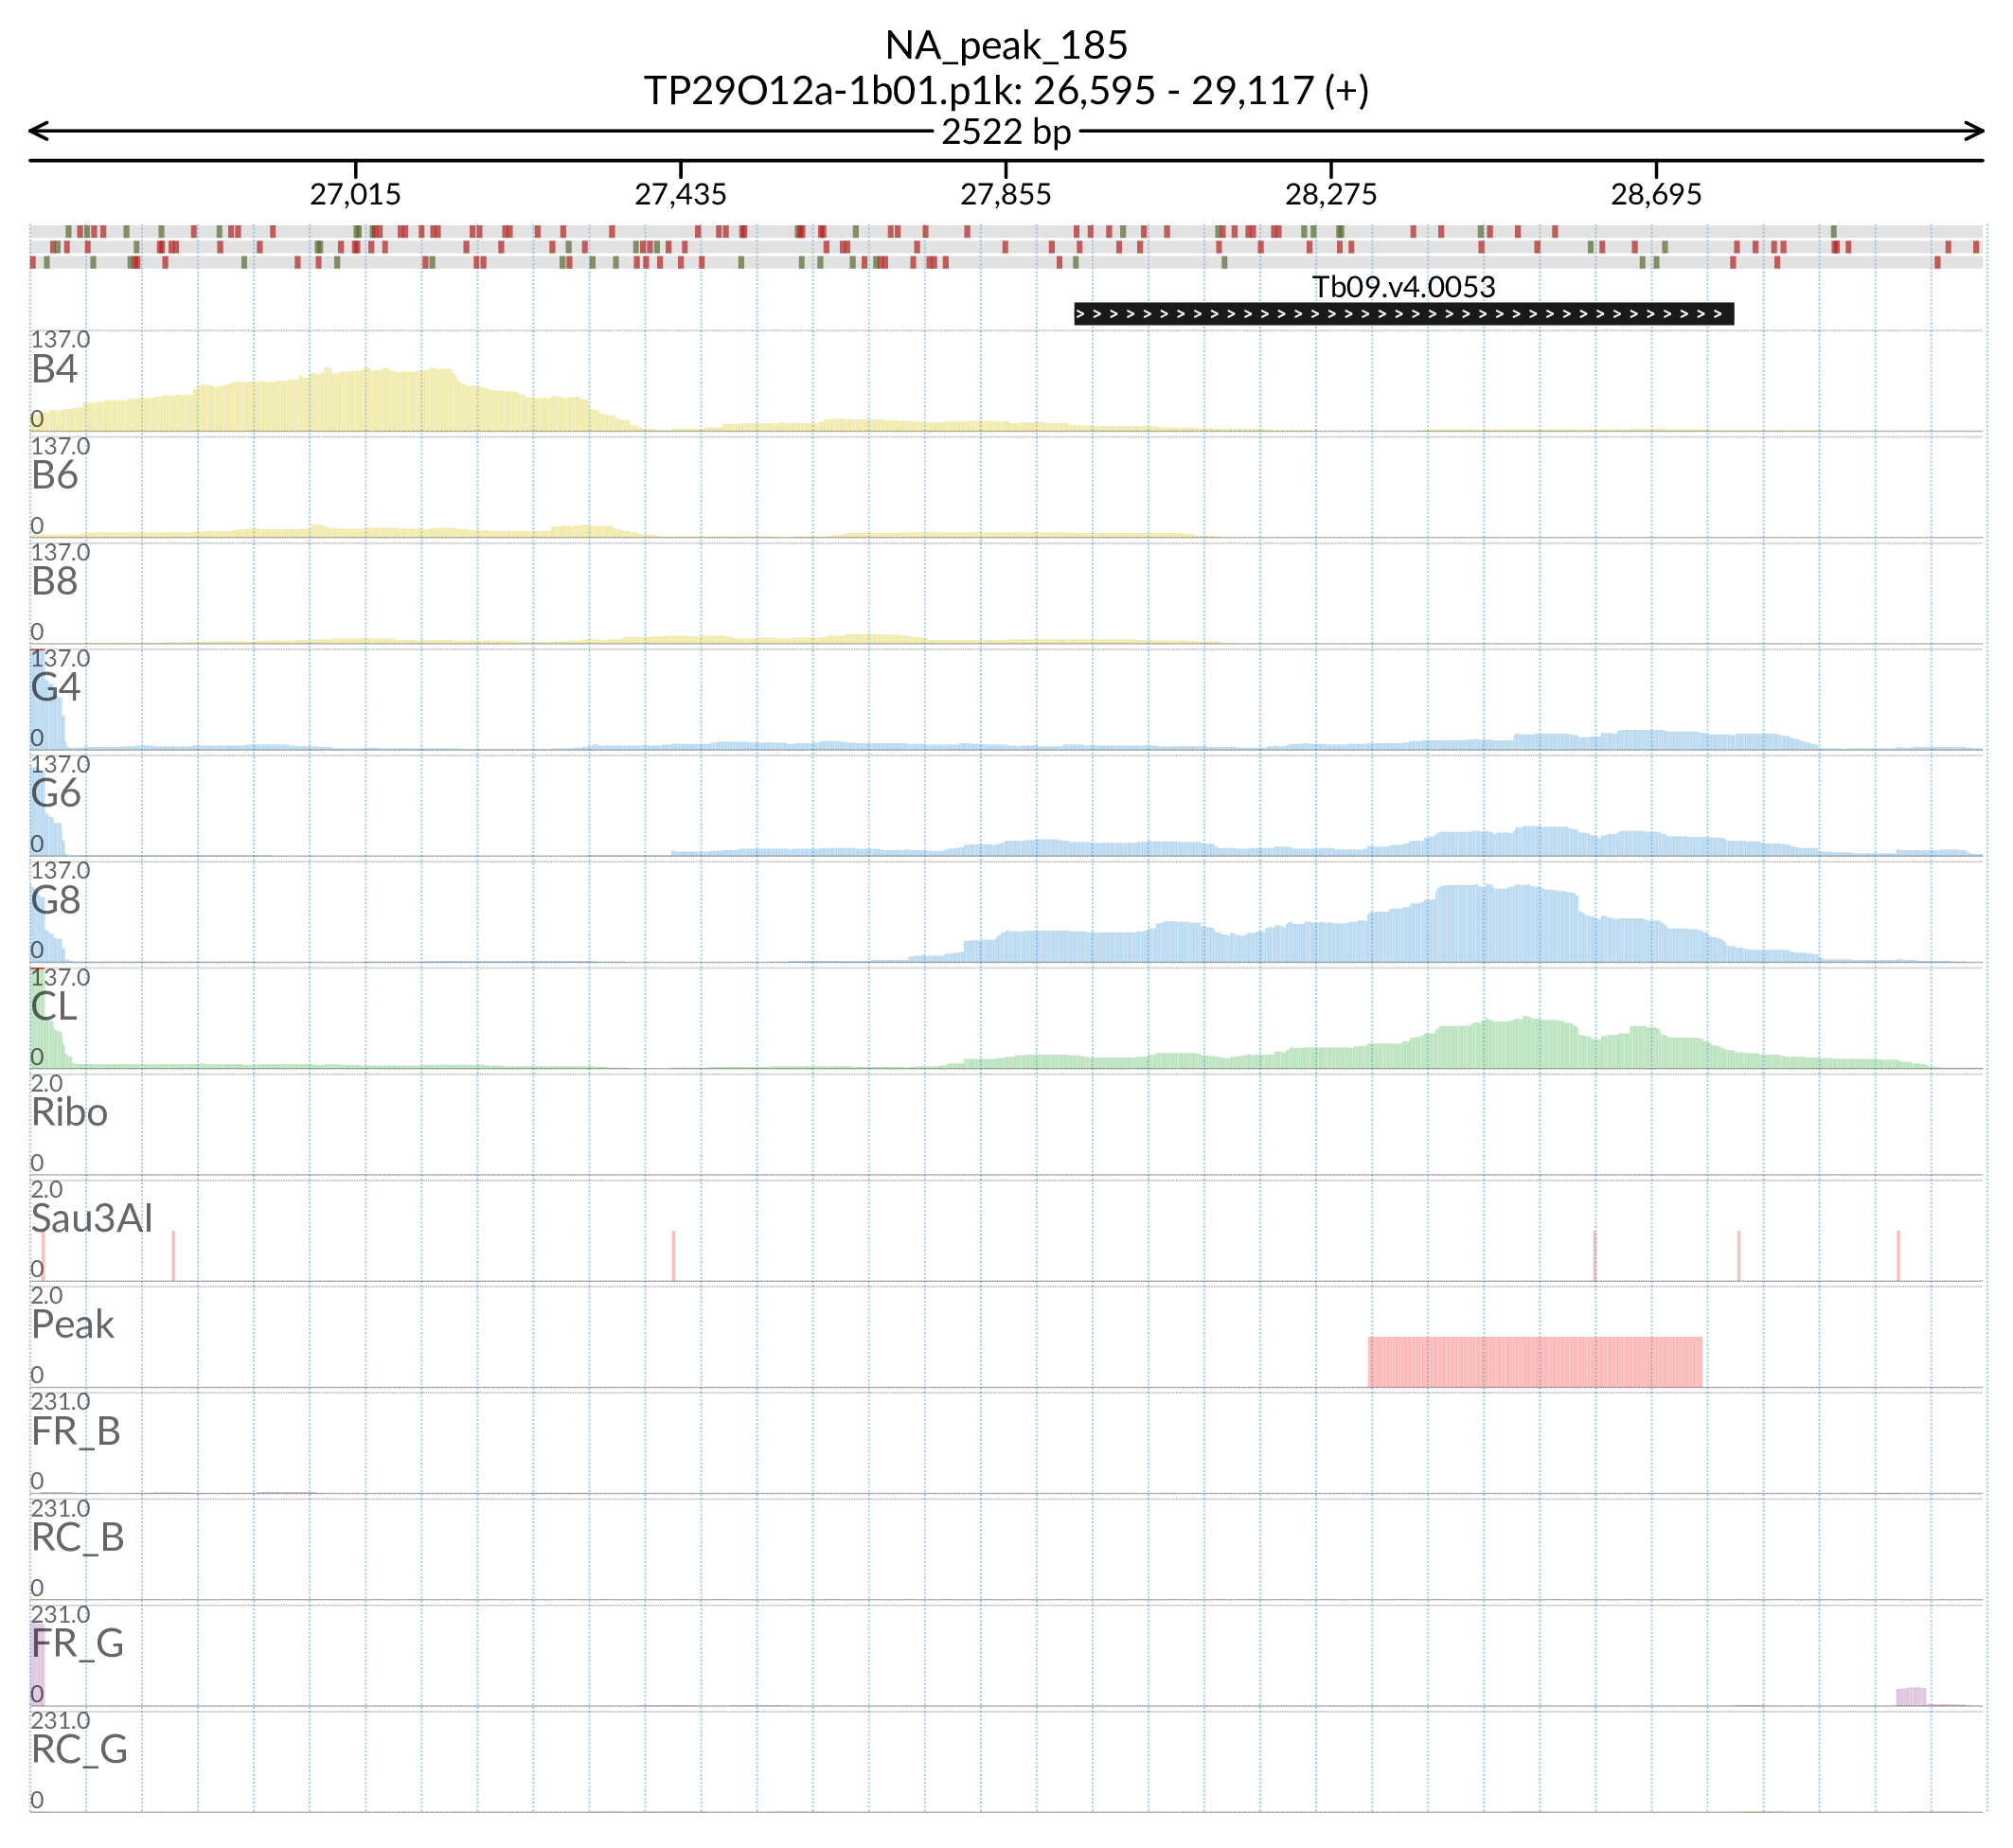 NA_peak_185
TP29O12a-1b01.p1k: 26,595 - 29,117 (+)
2522 bp
27,015 27,435 27,855 28,275 28,695
Tb09.v4.0053
137.0
B4
0
137.0
B6
0
137.0
B8
0
137.0
G4
0
137.0
G6
0
137.0
G8
0
137.0
CL
0
2.0
Ribo
0
2.0
Sau3AI
0
2.0
Peak
0
231.0
FR_B
0
231.0
RC_B
0
231.0
FR_G
0
231.0
RC_G
0